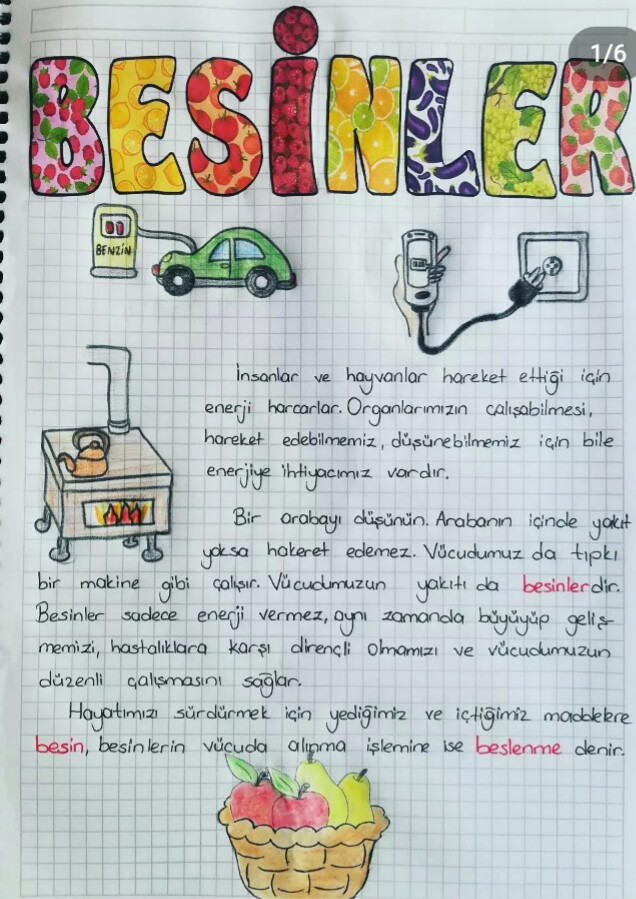 1/6
BESİNLER
BENZİN
İnsanlar ve hayvanlar hareket ettiği için
enerji harcarlar. Organlarımızın çalışabilmesi,
hareket edebilmemiz, düşünebilmemiz için bile
enerjiye ihtiyacımız vardır.
Bir arabayı düşünün. Arabanın içinde yakıt
yoksa hakeret edemez. Vücudumuz da tıpkı
bir makine gibi çalışır. Vücudumuzun yakıtı da besinlerdir.
Besinler sadece enerji vermez, aynı zamanda büyüyüp geliş-
memizi, hastalıklara karşı dirençli olmamızı ve vücudumuzun
düzenli çalışmasını sağlar.
Hayatımızı sürdürmek için yediğimiz ve içtiğimiz maddelere
besin, besinlerin vücuda alınma işlemine ise beslenme denir.